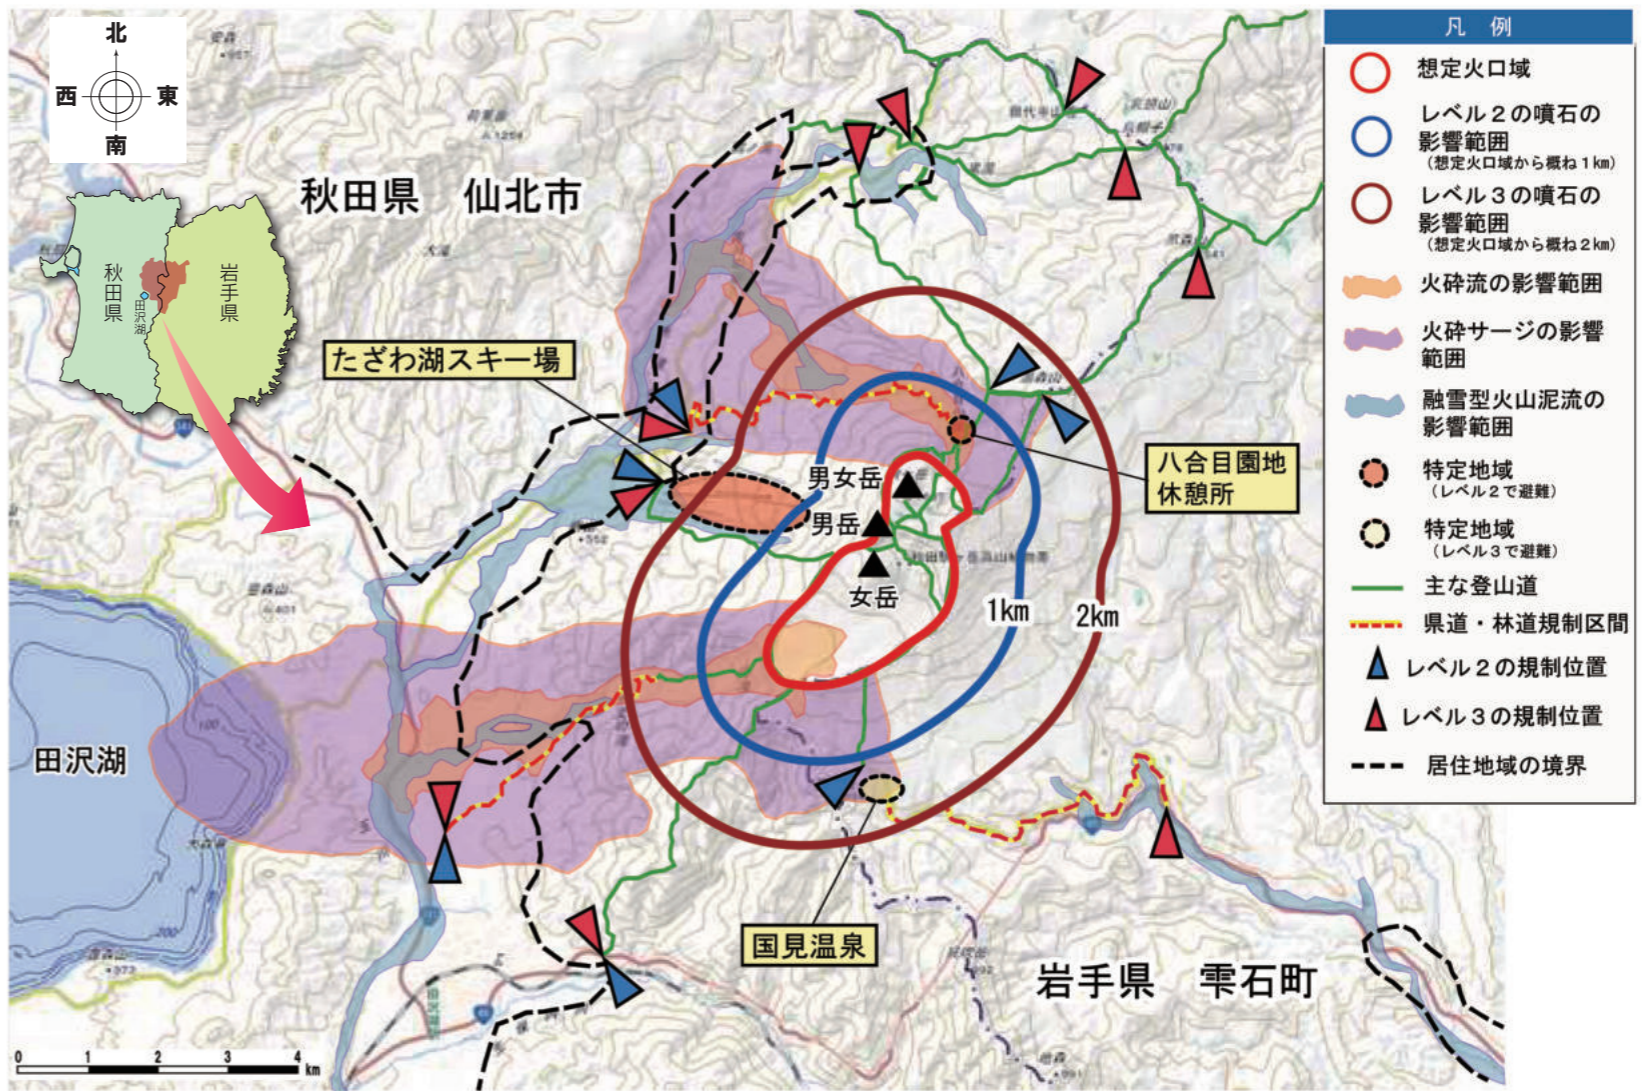 北
西
東
南
秋田県
岩手県
田沢湖
秋田県 仙北市
たざわ湖スキー場
八合目園地
休憩所
男女岳
男岳
女岳
1km
2km
田沢湖
国見温泉
岩手県 雫石町
100
200
0 1 2 3 4
km
凡 例
想定火口域
レベル2の噴石の
影響範囲
(想定火口域から概ね1km)
レベル3の噴石の
影響範囲
(想定火口域から概ね2km)
火砕流の影響範囲
火砕サージの影響
範囲
融雪型火山泥流の
影響範囲
特定地域
(レベル2で避難)
特定地域
(レベル3で避難)
主な登山道
県道・林道規制区間
レベル2の規制位置
レベル3の規制位置
居住地域の境界